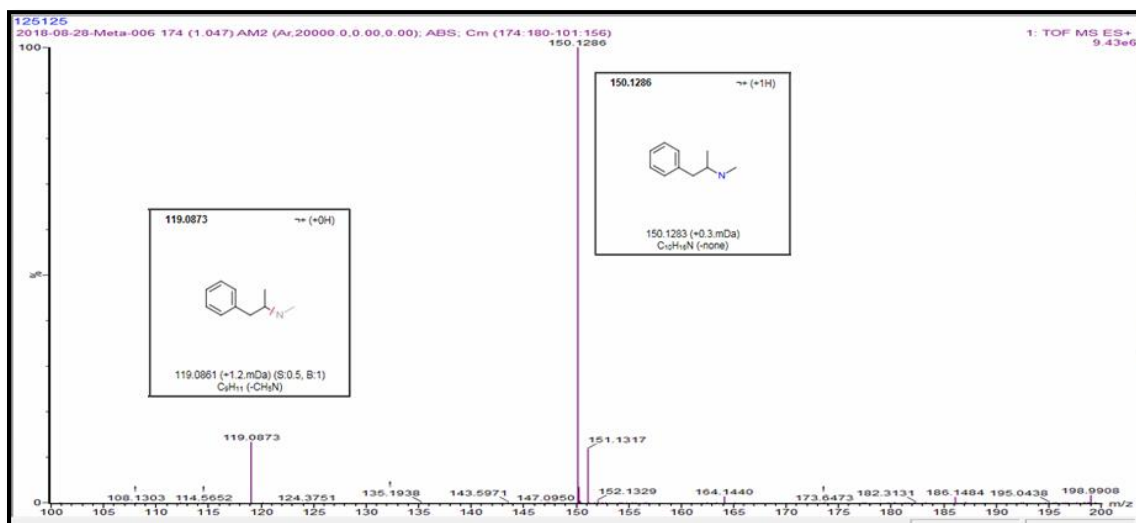 125125
2018-08-28-Meta-006 174 (1.047) AM2 (Ar,20000.0,0.00,0.00); ABS; Cm (174:180-101:156)
1: TOF MS ES+
9.43e6
100
150.1286
150.1286 ¬+ (+1H)
N
150.1283 (+0.3.mDa)
C₁₀H₁₆N (-none)
119.0873 ¬+ (+0H)
N
119.0861 (+1.2.mDa) (S:0.5, B:1)
C₉H₁₁ (-CH₅N)
%
119.0873
151.1317
108.1303
114.5652
124.3751
135.1938
143.5971
147.0950
152.1329
164.1440
173.6473
182.3131
186.1484
195.0438
198.9908
0
100 105 110 115 120 125 130 135 140 145 150 155 160 165 170 175 180 185 190 195 200 m/z